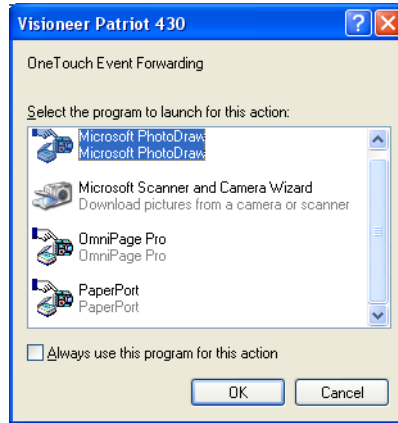 Visioneer Patriot 430
OneTouch Event Forwarding
Select the program to launch for this action:
Microsoft PhotoDraw
Microsoft PhotoDraw
Microsoft Scanner and Camera Wizard
Download pictures from a camera or scanner
OmniPage Pro
OmniPage Pro
PaperPort
PaperPort
Always use this program for this action
OK Cancel